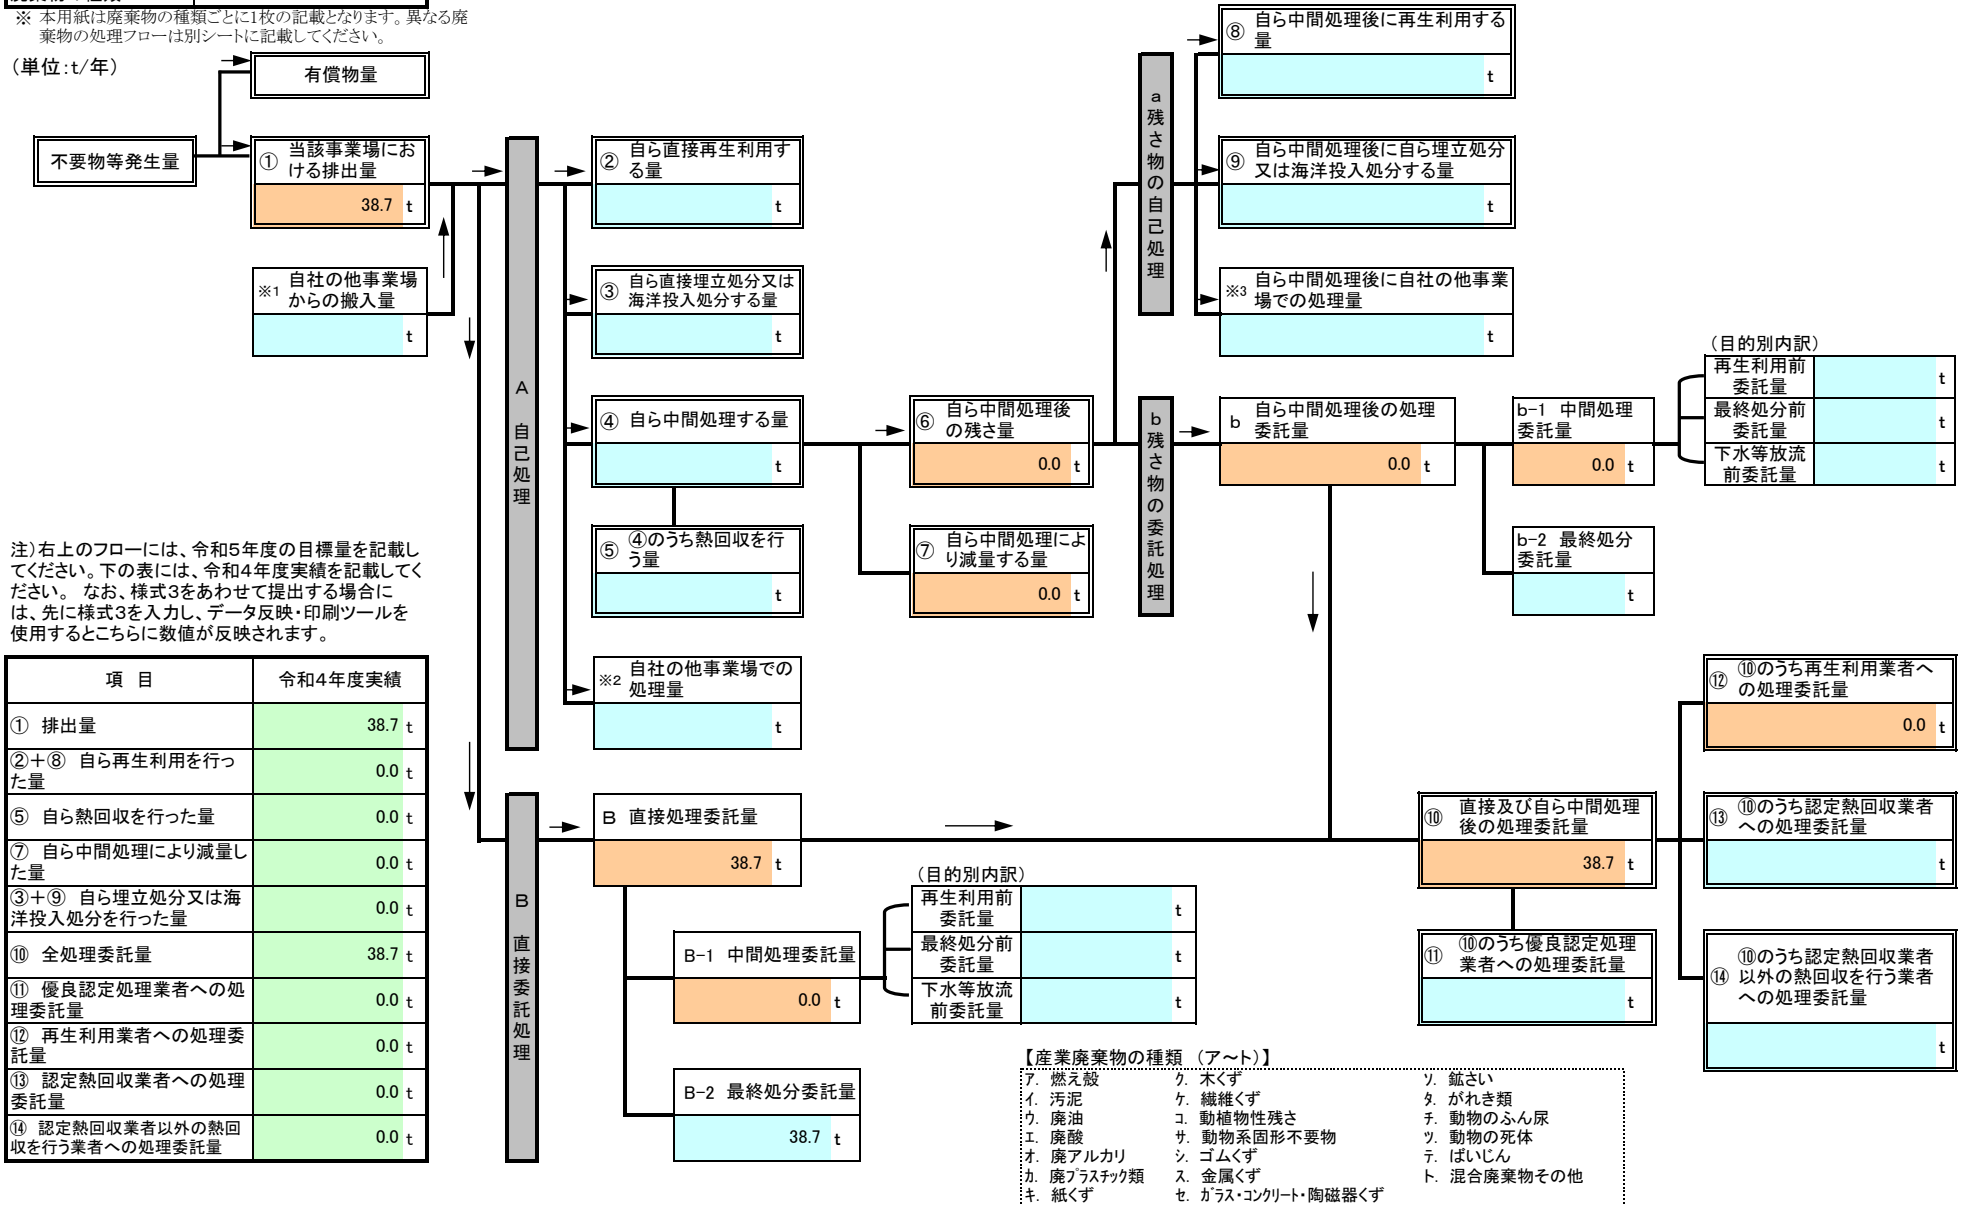 ※ 本用紙は廃棄物の種類ごとに1枚の記載となります。異なる廃
棄物の処理フローは別シートに記載してください。
（単位：t/年）
有償物量
不要物等発生量
① 当該事業場にお
ける排出量
38.7 t
※1 自社の他事業場
からの搬入量
t
A 自己処理
② 自ら直接再生利用す
る量
t
③ 自ら直接埋立処分又は
海洋投入処分する量
t
④ 自ら中間処理する量
t
⑤ ④のうち熱回収を行
う量
t
※2 自社の他事業場での
処理量
t
⑥ 自ら中間処理後
の残さ量
0.0 t
⑦ 自ら中間処理によ
り減量する量
0.0 t
a 残さ物の自己処理
⑧ 自ら中間処理後に再生利用する
量
t
⑨ 自ら中間処理後に自ら埋立処分
又は海洋投入処分する量
t
※3 自ら中間処理後に自社の他事業
場での処理量
t
b 残さ物の委託処理
b 自ら中間処理後の処理
委託量
0.0 t
b-1 中間処理
委託量
0.0 t
（目的別内訳）
再生利用前
委託量
t
最終処分前
委託量
t
下水等放流
前委託量
t
b-2 最終処分
委託量
t
注）右上のフローには、令和5年度の目標量を記載し
てください。下の表には、令和4年度実績を記載してく
ださい。 なお、様式3をあわせて提出する場合に
は、先に様式3を入力し、データ反映・印刷ツールを
使用するとこちらに数値が反映されます。
項 目 令和4年度実績
① 排出量 38.7 t
②＋⑧ 自ら再生利用を行っ
た量 0.0 t
⑤ 自ら熱回収を行った量 0.0 t
⑦ 自ら中間処理により減量し
た量 0.0 t
③＋⑨ 自ら埋立処分又は海
洋投入処分を行った量 0.0 t
⑩ 全処理委託量 38.7 t
⑪ 優良認定処理業者への処
理委託量 0.0 t
⑫ 再生利用業者への処理委
託量 0.0 t
⑬ 認定熱回収業者への処理
委託量 0.0 t
⑭ 認定熱回収業者以外の熱回
収を行う業者への処理委託量 0.0 t
B 直接委託処理
B 直接処理委託量
38.7 t
B-1 中間処理委託量
0.0 t
B-2 最終処分委託量
38.7 t
（目的別内訳）
再生利用前
委託量
t
最終処分前
委託量
t
下水等放流
前委託量
t
⑩ 直接及び自ら中間処理
後の処理委託量
38.7 t
⑪ ⑩のうち優良認定処理
業者への処理委託量
t
⑫ ⑩のうち再生利用業者へ
の処理委託量
0.0 t
⑬ ⑩のうち認定熱回収業者
への処理委託量
t
⑭ ⑩のうち認定熱回収業者
以外の熱回収を行う業者
への処理委託量
t
【産業廃棄物の種類 （ア～ト）】
ア. 燃え殻 ク. 木くず ソ. 鉱さい
イ. 汚泥 ケ. 繊維くず タ. がれき類
ウ. 廃油 コ. 動植物性残さ チ. 動物のふん尿
エ. 廃酸 サ. 動物系固形不要物 ツ. 動物の死体
オ. 廃アルカリ シ. ゴムくず テ. ばいじん
カ. 廃プラスチック類 ス. 金属くず ト. 混合廃棄物その他
キ. 紙くず セ. ガラス・コンクリート・陶磁器くず